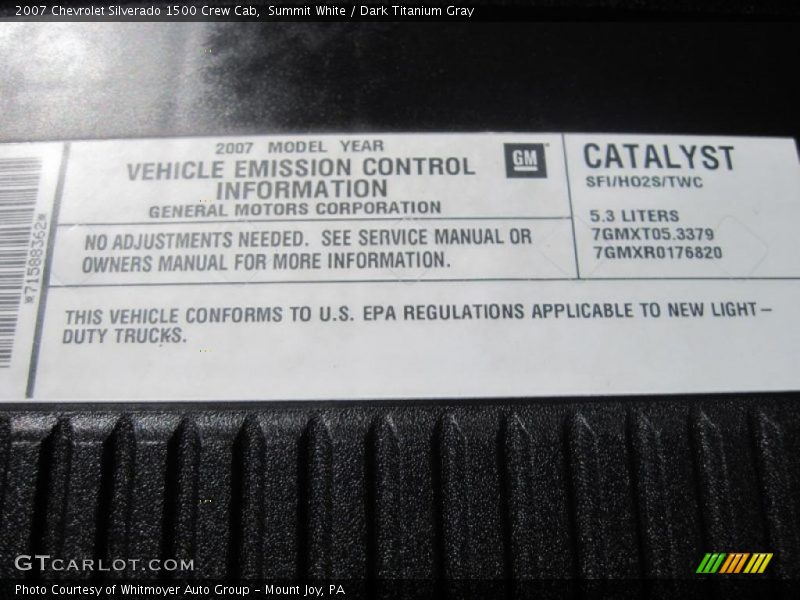 2007 Chevrolet Silverado 1500 Crew Cab, Summit White / Dark Titanium Gray
*71588362*
2007 MODEL YEAR
VEHICLE EMISSION CONTROL
INFORMATION
GENERAL MOTORS CORPORATION
GM
NO ADJUSTMENTS NEEDED. SEE SERVICE MANUAL OR
OWNERS MANUAL FOR MORE INFORMATION.
CATALYST
SFI/HO2S/TWC
5.3 LITERS
7GMXT05.3379
7GMXR0176820
THIS VEHICLE CONFORMS TO U.S. EPA REGULATIONS APPLICABLE TO NEW LIGHT-
DUTY TRUCKS.
GTCARLOT.COM
Photo Courtesy of Whitmoyer Auto Group - Mount Joy, PA